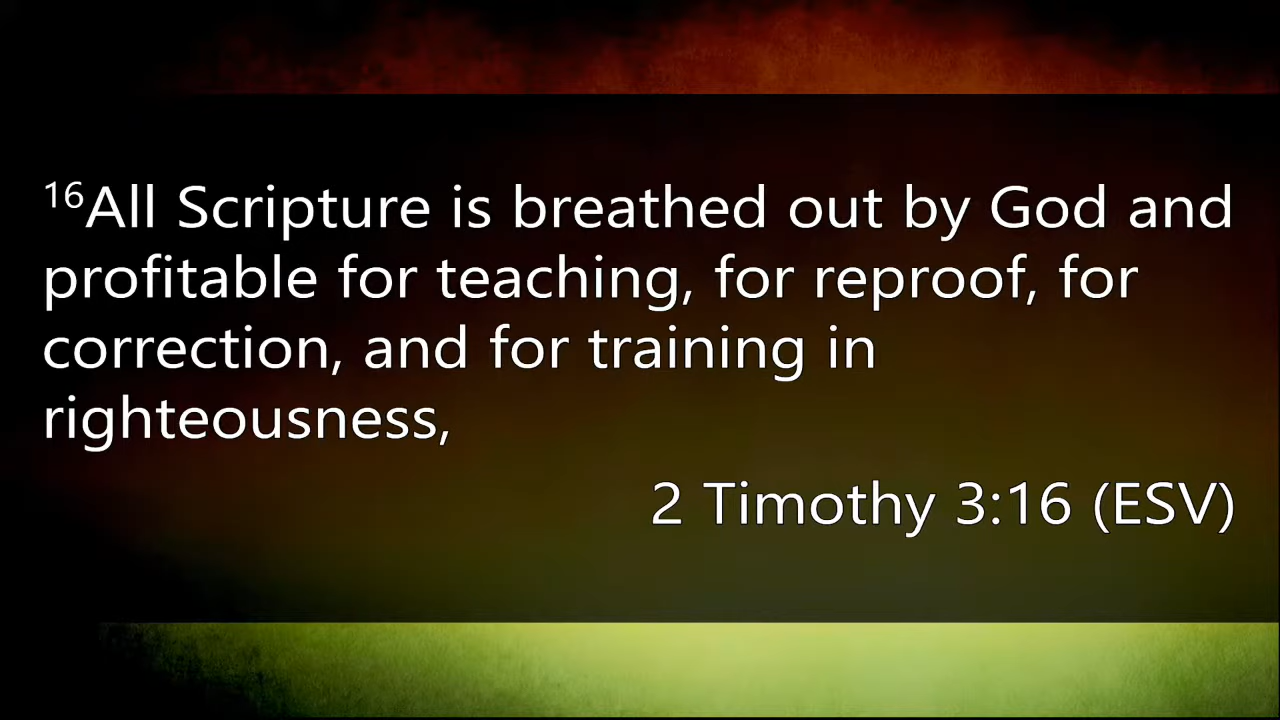 16All Scripture is breathed out by God and
profitable for teaching, for reproof, for
correction, and for training in
righteousness,
2 Timothy 3:16 (ESV)